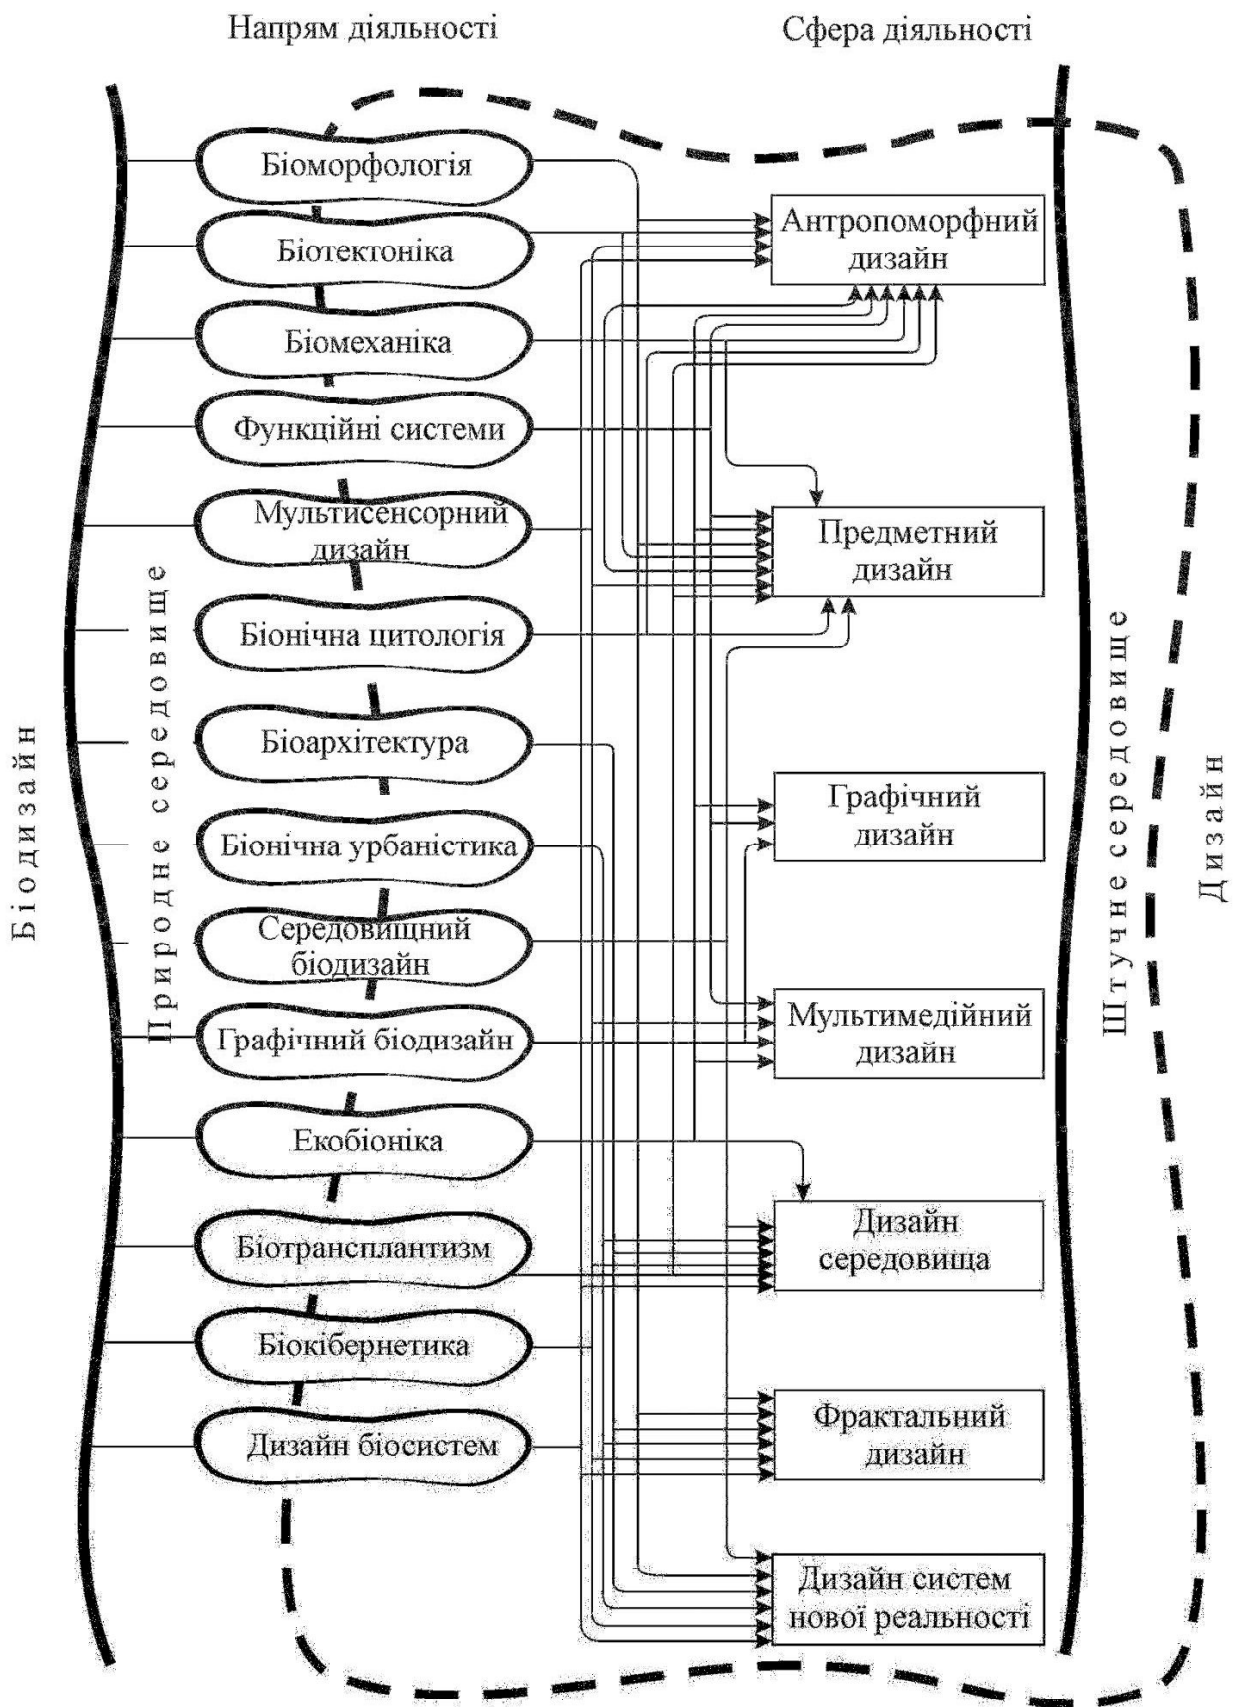 Напрям діяльності
Сфера діяльності
Біоморфологія
Біотектоніка
Біомеханіка
Функційні системи
Мультисенсорний
дизайн
Біонічна цитологія
Біоархітектура
Біонічна урбаністика
Середовищний
біодизайн
Графічний біодизайн
Екобіоніка
Біотрансплантизм
Біокібернетика
Дизайн біосистем
Антропоморфний
дизайн
Предметний
дизайн
Графічний
дизайн
Мультимедійний
дизайн
Дизайн
середовища
Фрактальний
дизайн
Дизайн систем
нової реальності
Біодизайн
Природне середовище
Штучне середовище
Дизайн